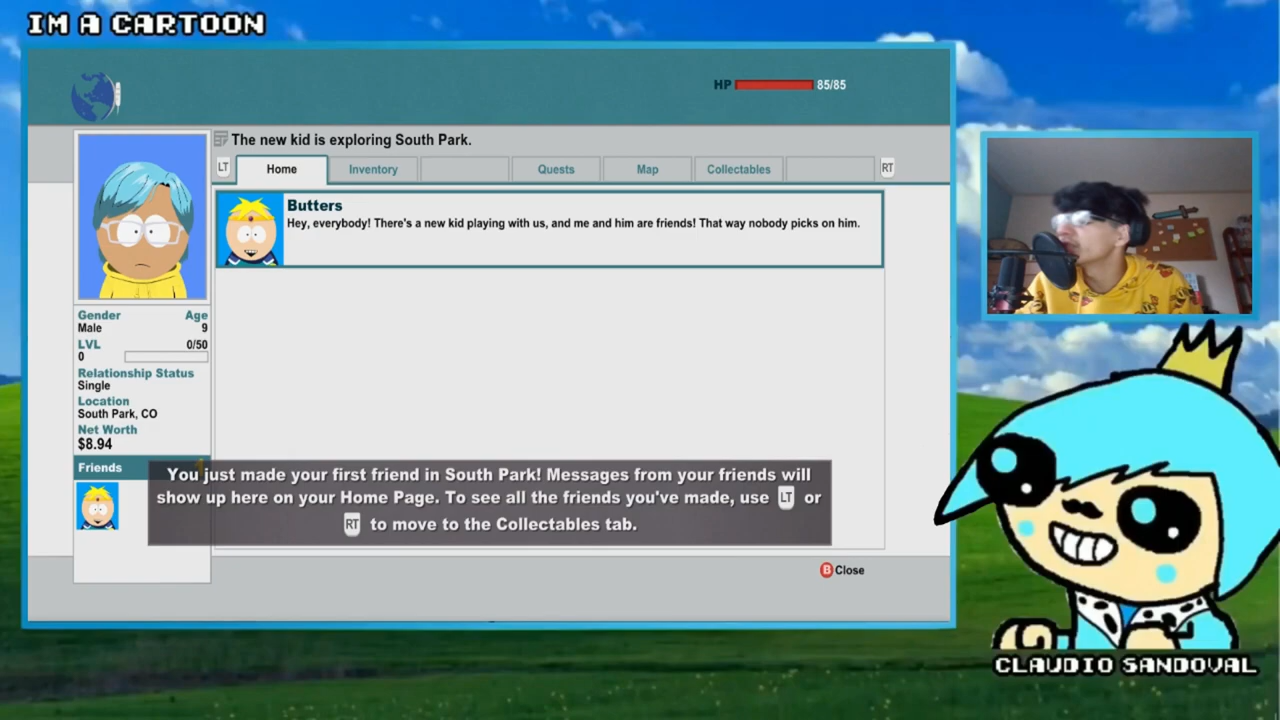 IM A CARTOON
HP 85/85
The new kid is exploring South Park.
LT Home Inventory Quests Map Collectables RT
Butters
Hey, everybody! There's a new kid playing with us, and me and him are friends! That way nobody picks on him.
Gender Age
Male 9
LVL 0/50
0
Relationship Status
Single
Location
South Park, CO
Net Worth
$8.94
Friends 1
You just made your first friend in South Park! Messages from your friends will
show up here on your Home Page. To see all the friends you've made, use LT or
RT to move to the Collectables tab.
B Close
CLAUDIO SANDOVAL